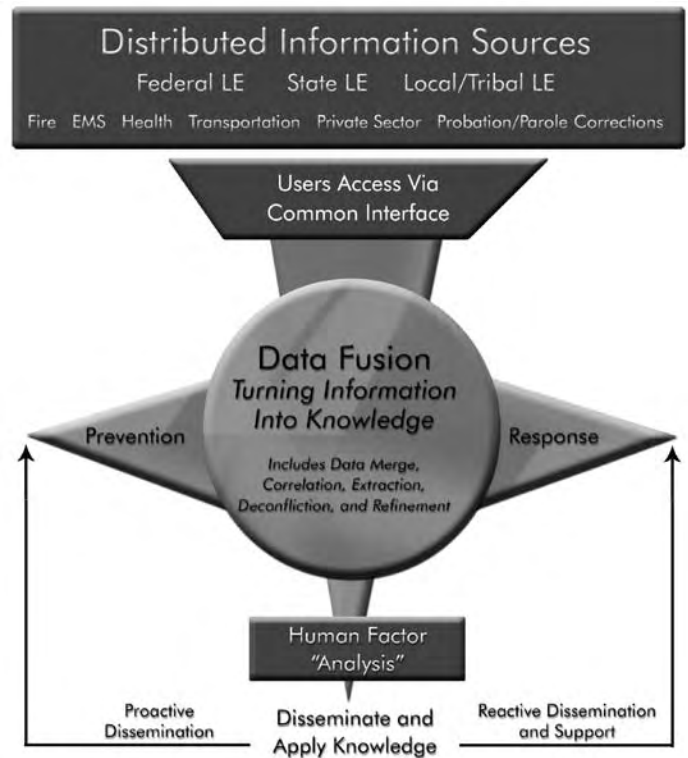 Distributed Information Sources
Federal LE State LE Local/Tribal LE
Fire EMS Health Transportation Private Sector Probation/Parole Corrections
Users Access Via
Common Interface
Data Fusion
Turning Information
Into Knowledge
Includes Data Merge,
Correlation, Extraction,
Deconfliction, and Refinement
Prevention
Response
Human Factor
"Analysis"
Proactive
Dissemination
Disseminate and
Apply Knowledge
Reactive Dissemination
and Support